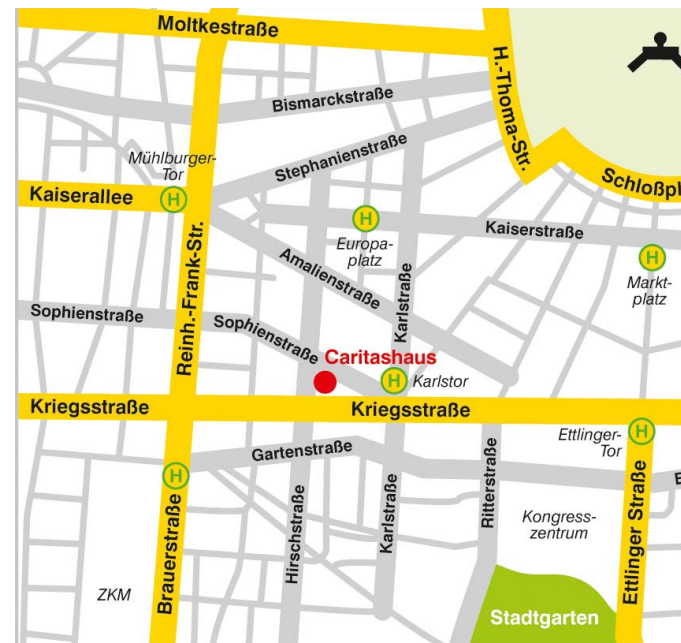 Moltkestraße
H.-Thoma-Str.
Bismarckstraße
Mühlburger-
Tor
Stephanienstraße
Schloßpl
Kaiserallee
H
H
Kaiserstraße
Europa-
platz
H
Markt-
platz
Reinh.-Frank-Str.
Amalienstraße
Karlstraße
Sophienstraße
Sophienstraße
Caritashaus
H
Karlstor
Kriegsstraße
Kriegsstraße
Ettlinger-
Tor
H
Gartenstraße
H
Ritterstraße
E
Hirschstraße
Karlstraße
Kongress-
zentrum
Ettlinger Straße
Brauerstraße
ZKM
Stadtgarten